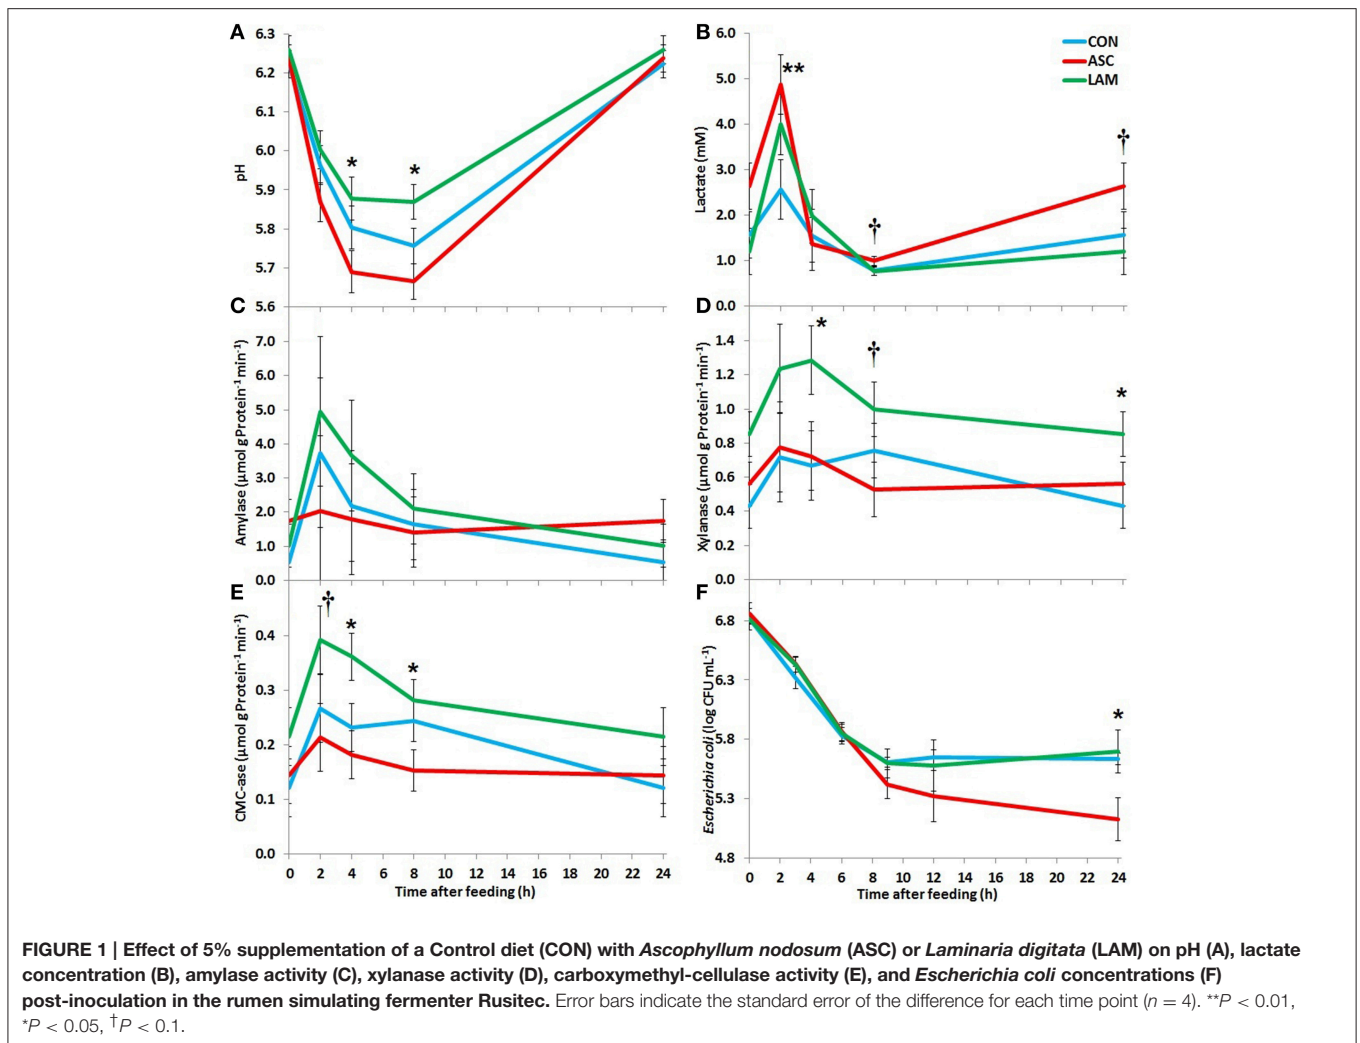 A
6.3
6.2
6.1
6.0
5.9
5.8
5.7
5.6
pH
*
*
B
6.0
5.0
4.0
3.0
2.0
1.0
0.0
Lactate (mM)
**
†
†
CON
ASC
LAM
C
7.0
6.0
5.0
4.0
3.0
2.0
1.0
0.0
Amylase (µmol g Protein⁻¹ min⁻¹)
D
1.4
1.2
1.0
0.8
0.6
0.4
0.2
0.0
Xylanase (µmol g Protein⁻¹ min⁻¹)
*
†
*
E
0.4
0.3
0.2
0.1
0.0
CMC-ase (µmol g Protein⁻¹ min⁻¹)
†
*
*
0 2 4 6 8 10 12 14 16 18 20 22 24
Time after feeding (h)
F
6.8
6.3
5.8
5.3
4.8
Escherichia coli (log CFU mL⁻¹)
*
0 2 4 6 8 10 12 14 16 18 20 22 24
Time after feeding (h)
FIGURE 1 | Effect of 5% supplementation of a Control diet (CON) with Ascophyllum nodosum (ASC) or Laminaria digitata (LAM) on pH (A), lactate
concentration (B), amylase activity (C), xylanase activity (D), carboxymethyl-cellulase activity (E), and Escherichia coli concentrations (F)
post-inoculation in the rumen simulating fermenter Rusitec. Error bars indicate the standard error of the difference for each time point (n = 4). **P < 0.01,
*P < 0.05, †P < 0.1.